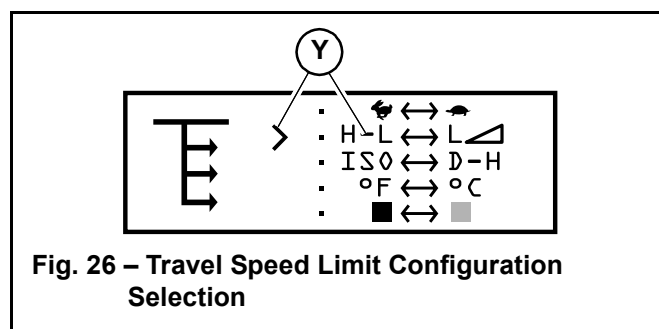 Y
H-L ↔ L
ISO ↔ D-H
°F ↔ °C
Fig. 26 – Travel Speed Limit Configuration
Selection